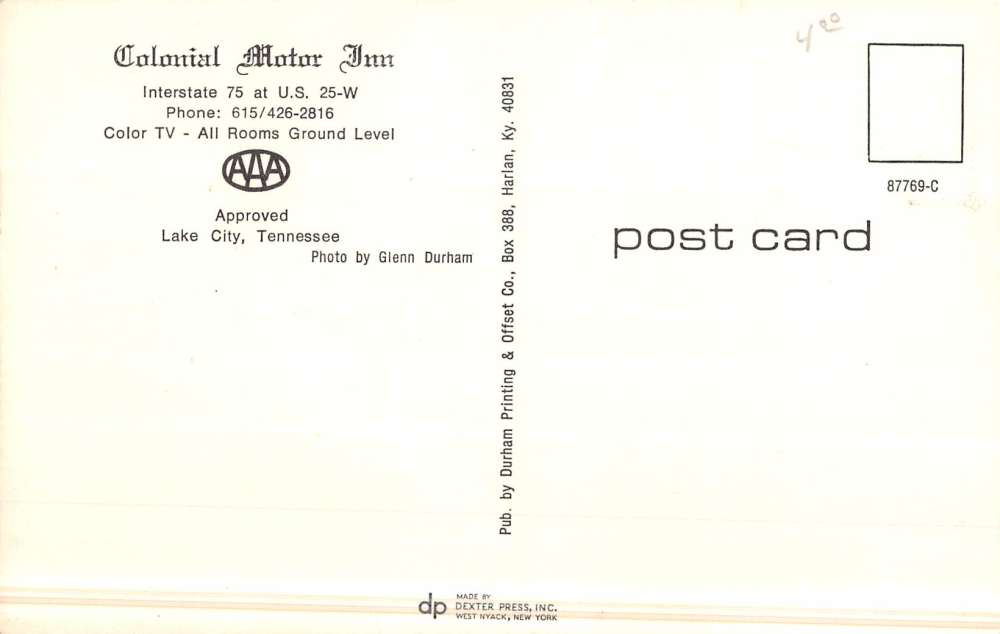 Colonial Motor Inn
Interstate 75 at U.S. 25-W
Phone: 615/426-2816
Color TV - All Rooms Ground Level
AAA
Approved
Lake City, Tennessee
Photo by Glenn Durham
Pub. by Durham Printing & Offset Co., Box 388, Harlan, Ky. 40831
4 20
87769-C
post card
dp
MADE BY
DEXTER PRESS, INC.
WEST NYACK, NEW YORK